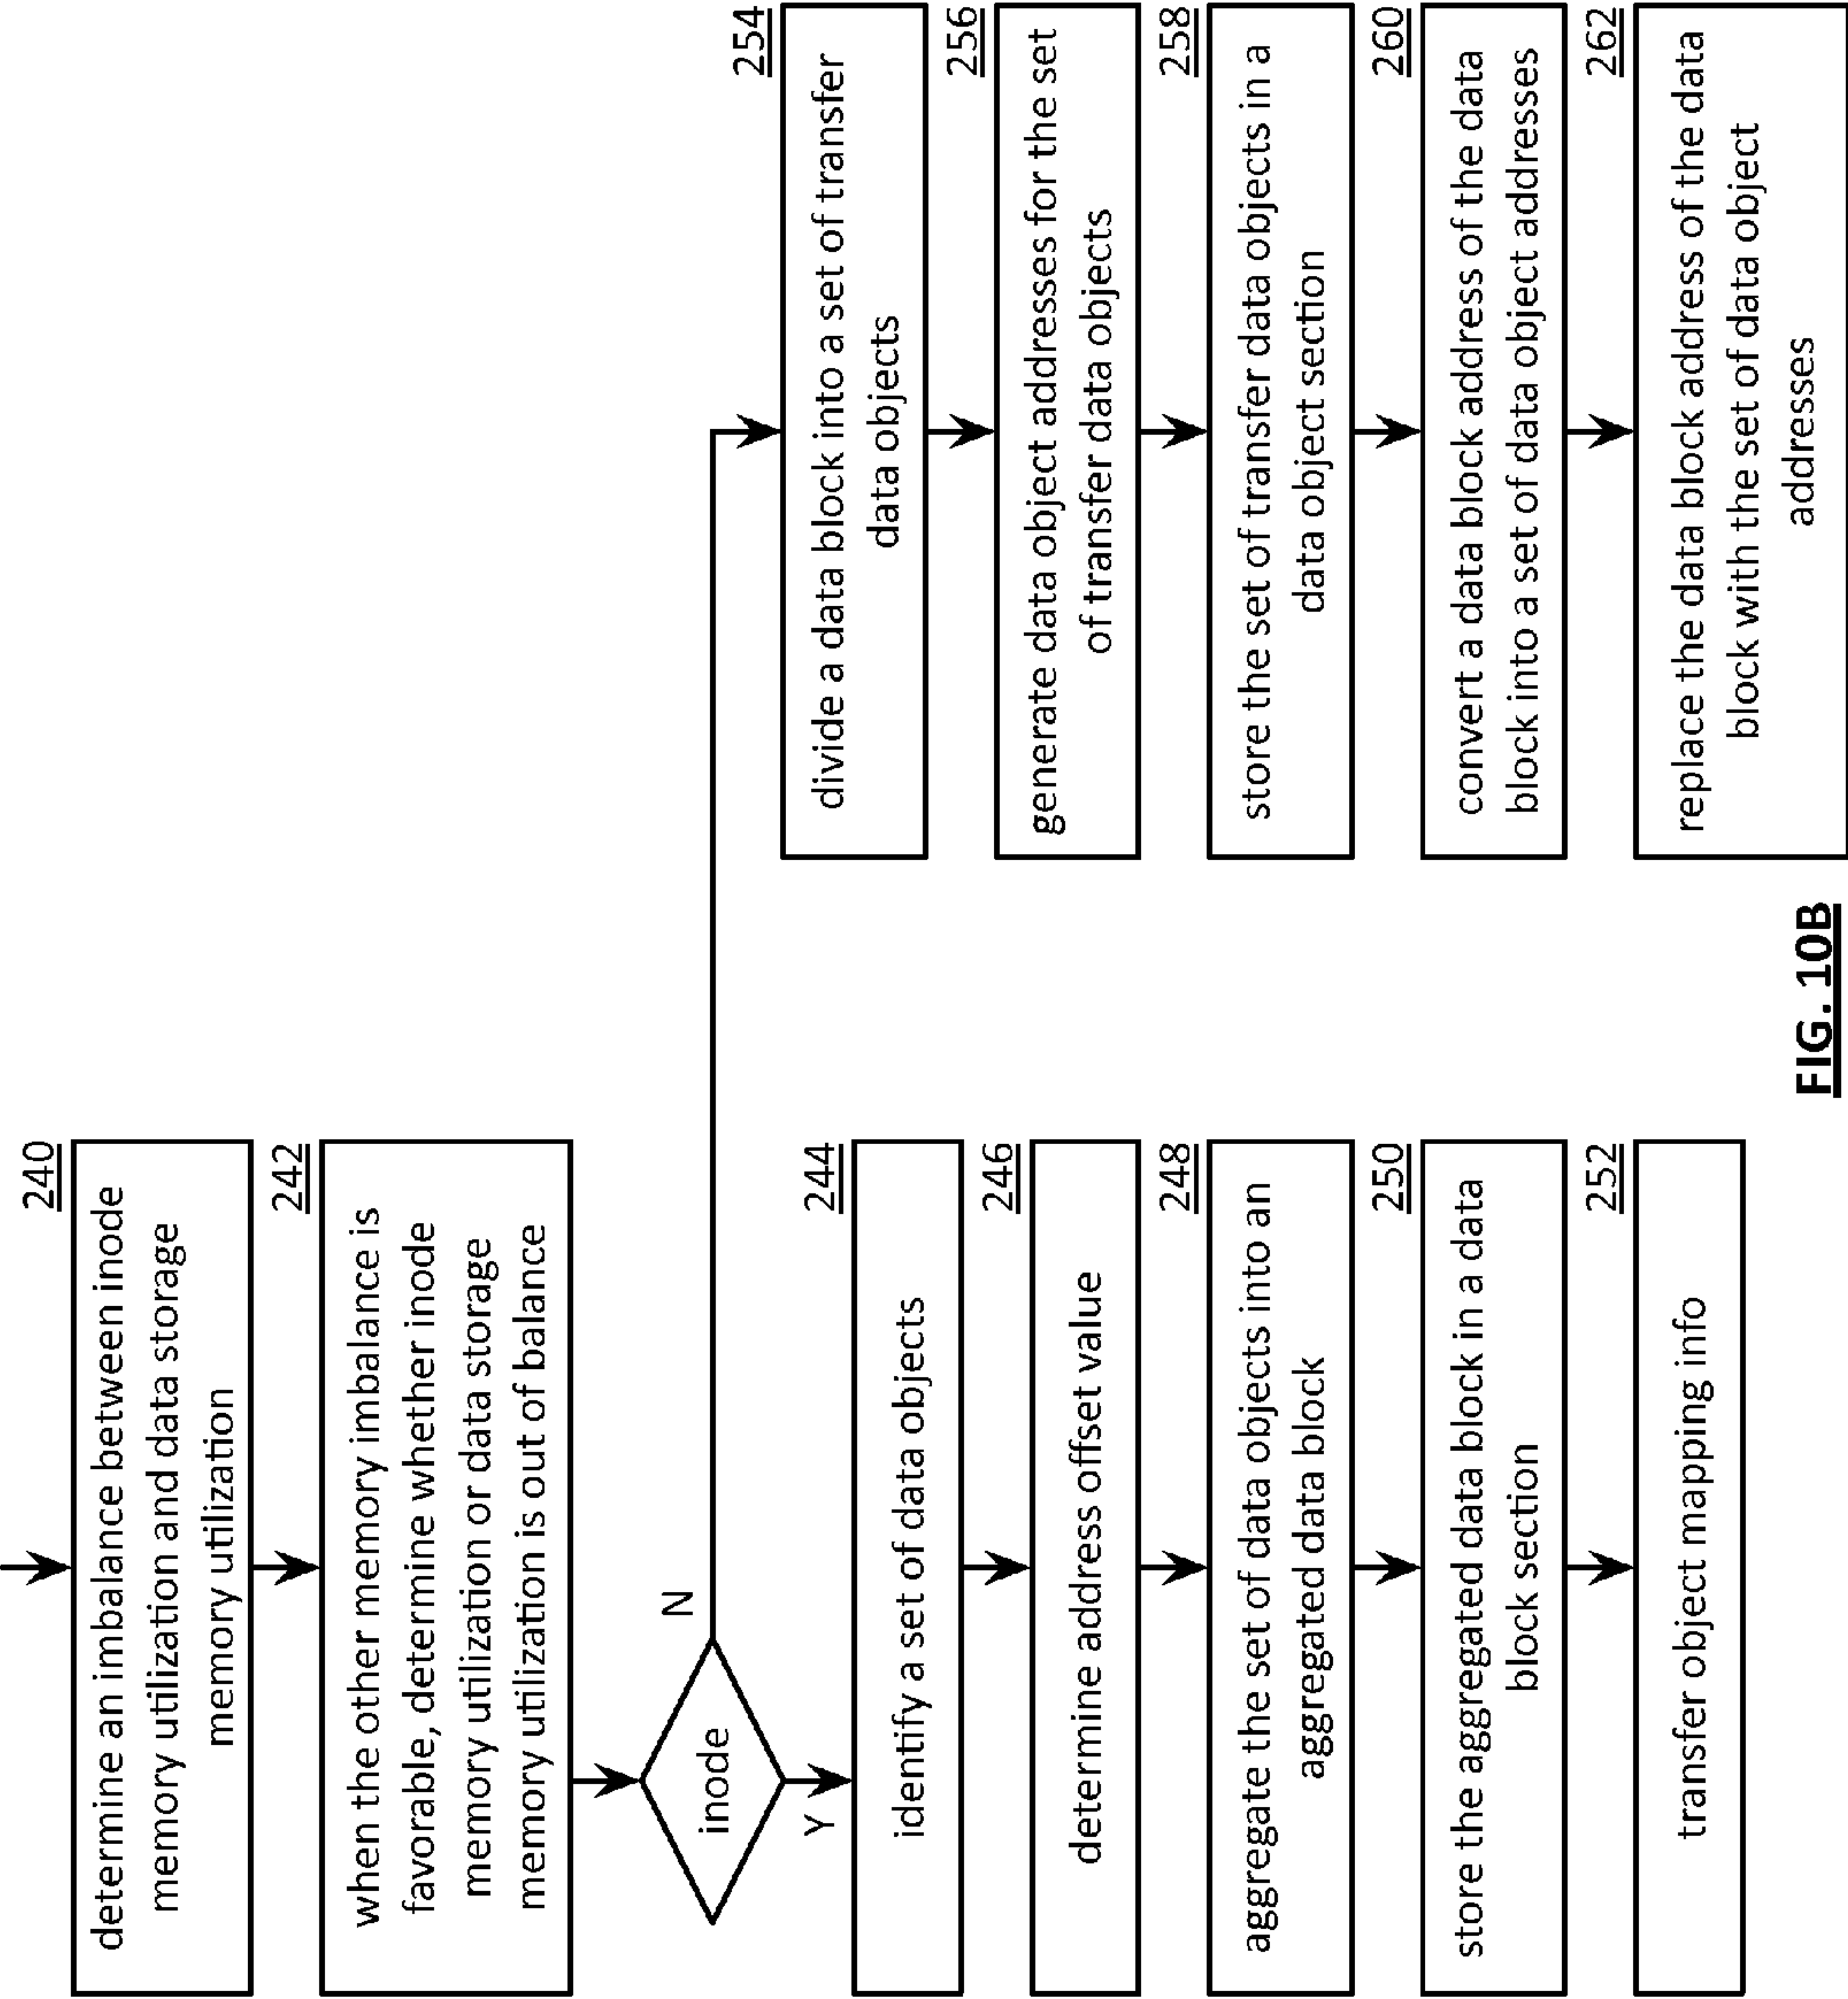 240
determine an imbalance between inode
memory utilization and data storage
memory utilization
242
when the other memory imbalance is
favorable, determine whether inode
memory utilization or data storage
memory utilization is out of balance
inode
N
Y
244
identify a set of data objects
246
determine address offset value
248
aggregate the set of data objects into an
aggregated data block
250
store the aggregated data block in a data
block section
252
transfer object mapping info
254
divide a data block into a set of transfer
data objects
256
generate data object addresses for the set
of transfer data objects
258
store the set of transfer data objects in a
data object section
260
convert a data block address of the data
block into a set of data object addresses
262
replace the data block address of the data
block with the set of data object
addresses
FIG. 10B